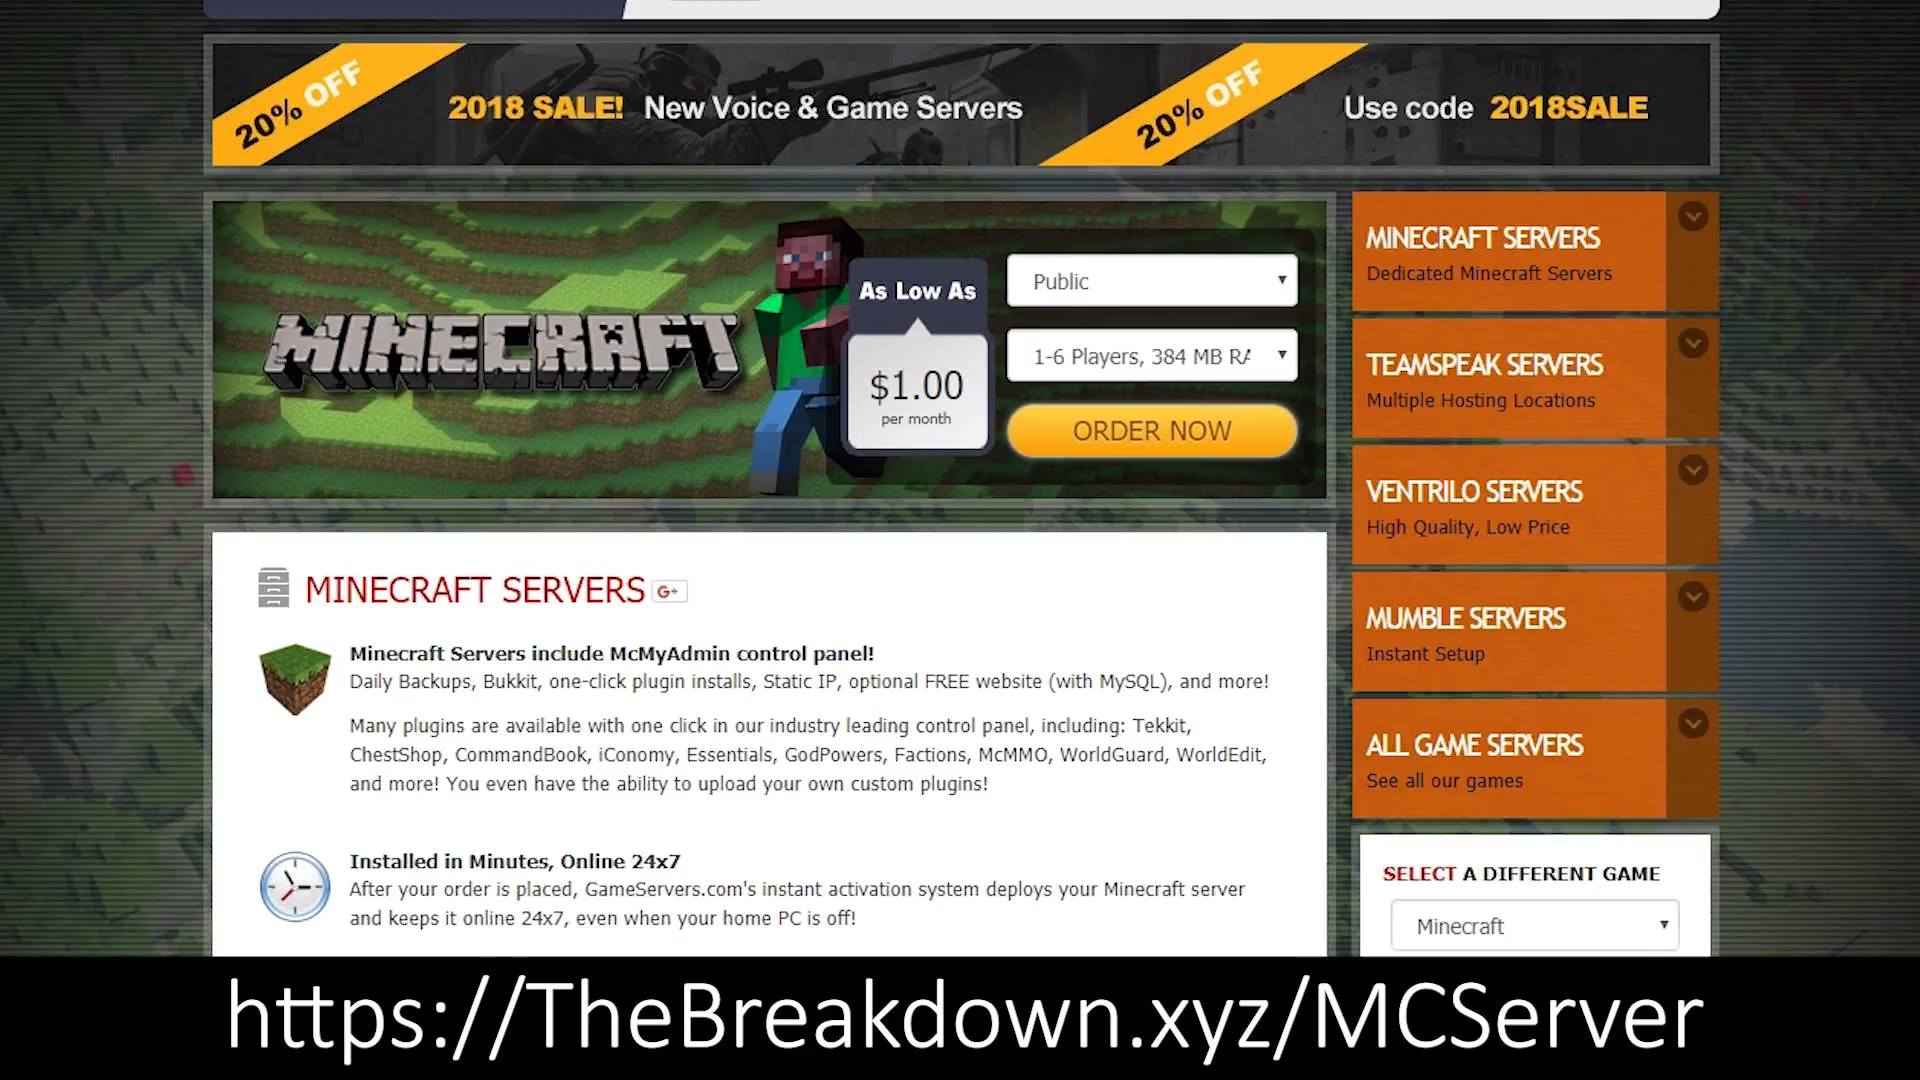 20% OFF
2018 SALE! New Voice & Game Servers
20% OFF
Use code 2018SALE
MINECRAFT
As Low As
$1.00
per month
Public
1-6 Players, 384 MB RA
ORDER NOW
MINECRAFT SERVERS
Dedicated Minecraft Servers
TEAMSPEAK SERVERS
Multiple Hosting Locations
VENTRILO SERVERS
High Quality, Low Price
MUMBLE SERVERS
Instant Setup
ALL GAME SERVERS
See all our games
SELECT A DIFFERENT GAME
Minecraft
MINECRAFT SERVERS G+
Minecraft Servers include McMyAdmin control panel!
Daily Backups, Bukkit, one-click plugin installs, Static IP, optional FREE website (with MySQL), and more!
Many plugins are available with one click in our industry leading control panel, including: Tekkit,
ChestShop, CommandBook, iConomy, Essentials, GodPowers, Factions, McMMO, WorldGuard, WorldEdit,
and more! You even have the ability to upload your own custom plugins!
Installed in Minutes, Online 24x7
After your order is placed, GameServers.com's instant activation system deploys your Minecraft server
and keeps it online 24x7, even when your home PC is off!
https://TheBreakdown.xyz/MCServer